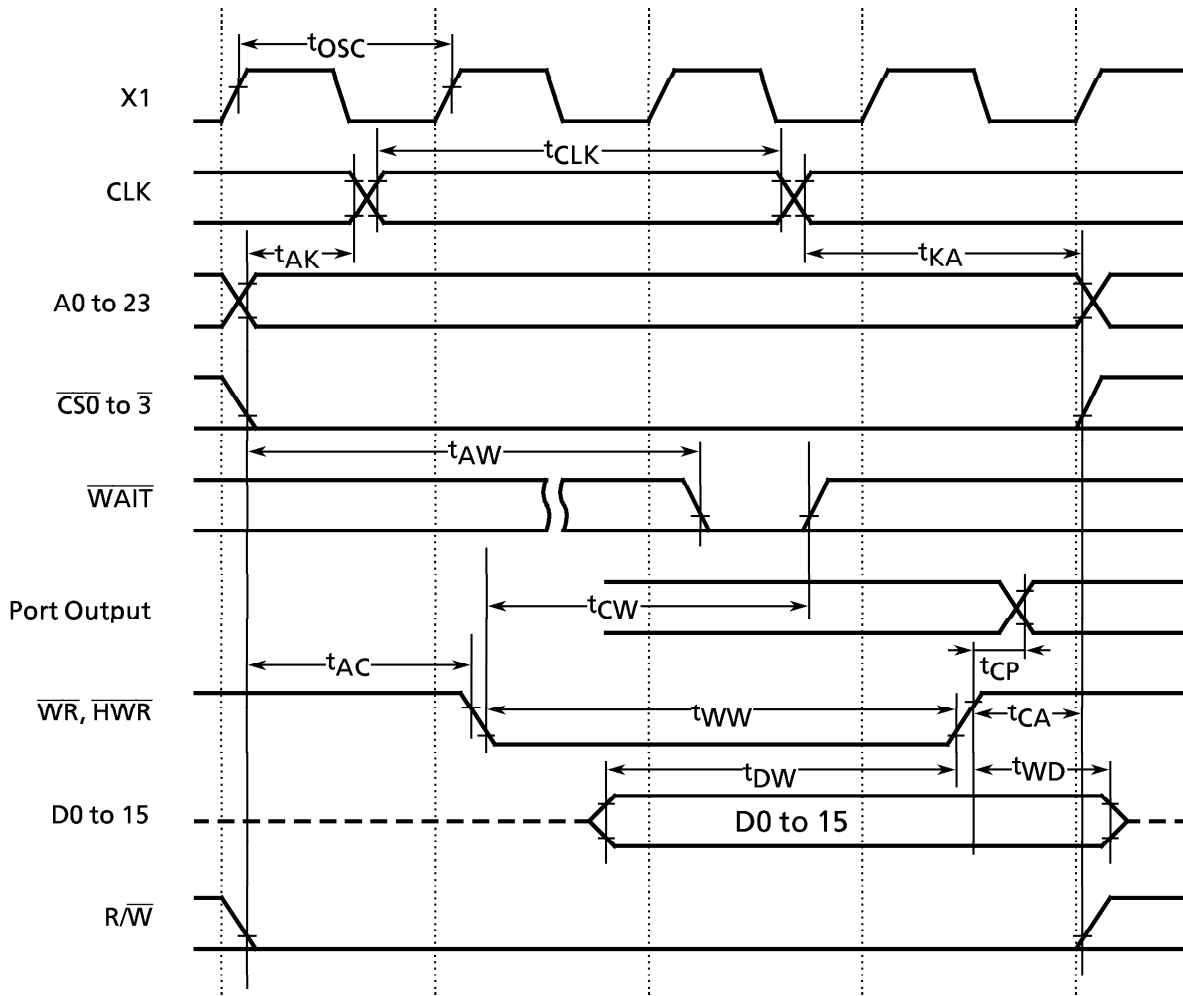 tOSC
X1
tCLK
CLK
tAK
tKA
A0 to 23
CS0 to 3
tAW
WAIT
Port Output
tCW
tAC
tCP
WR, HWR
tWW
tCA
tDW
tWD
D0 to 15
D0 to 15
R/W